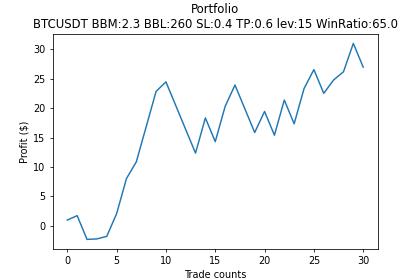 Portfolio
BTCUSDT BBM:2.3 BBL:260 SL:0.4 TP:0.6 lev:15 WinRatio:65.0
30
25
20
15
10
5
0
Profit ($)
0 5 10 15 20 25 30
Trade counts